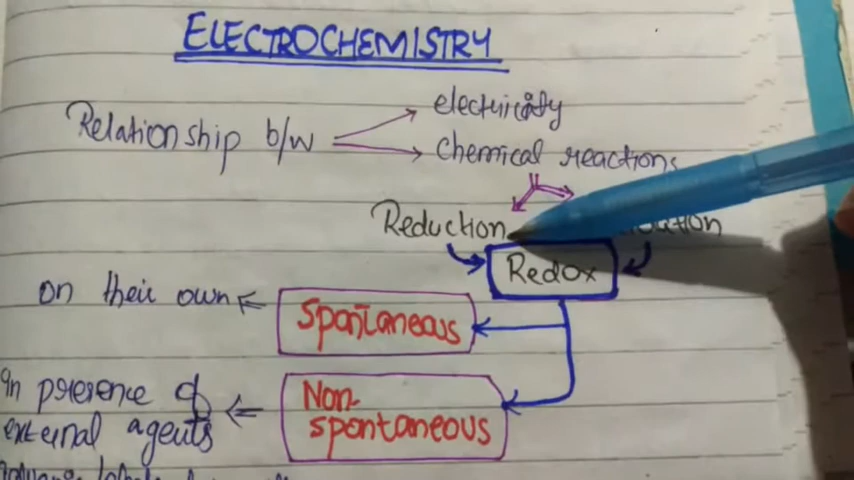 ELECTROCHEMISTRY
Relationship b/w
electricity
chemical reactions
Reduction
Redox
on their own
Spontaneous
Non-
spontaneous
In presence of
external agents